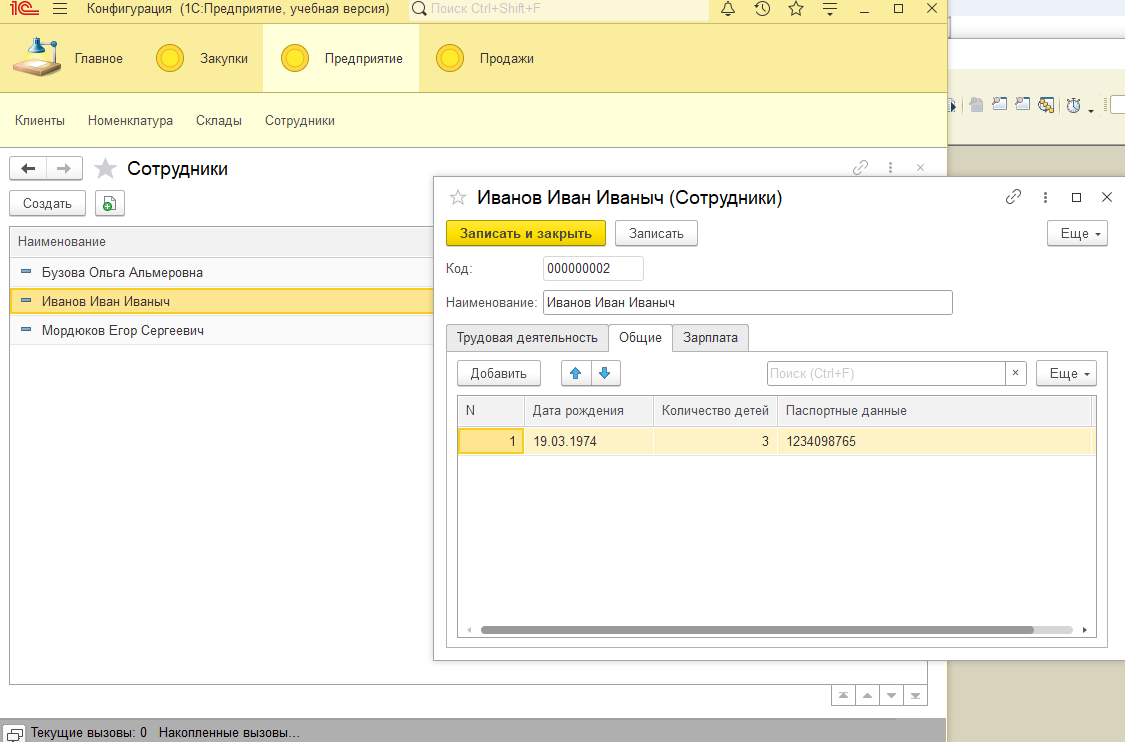 1С Конфигурация (1С:Предприятие, учебная версия) Поиск Ctrl+Shift+F
Главное Закупки Предприятие Продажи
Клиенты Номенклатура Склады Сотрудники
Сотрудники
Создать
Наименование
Бузова Ольга Альмеровна
Иванов Иван Иваныч
Мордюков Егор Сергеевич
Иванов Иван Иваныч (Сотрудники)
Записать и закрыть Записать Еще
Код: 000000002
Наименование: Иванов Иван Иваныч
Трудовая деятельность Общие Зарплата
Добавить Поиск (Ctrl+F) × Еще
N Дата рождения Количество детей Паспортные данные
1 19.03.1974 3 1234098765
Текущие вызовы: 0 Накопленные вызовы...